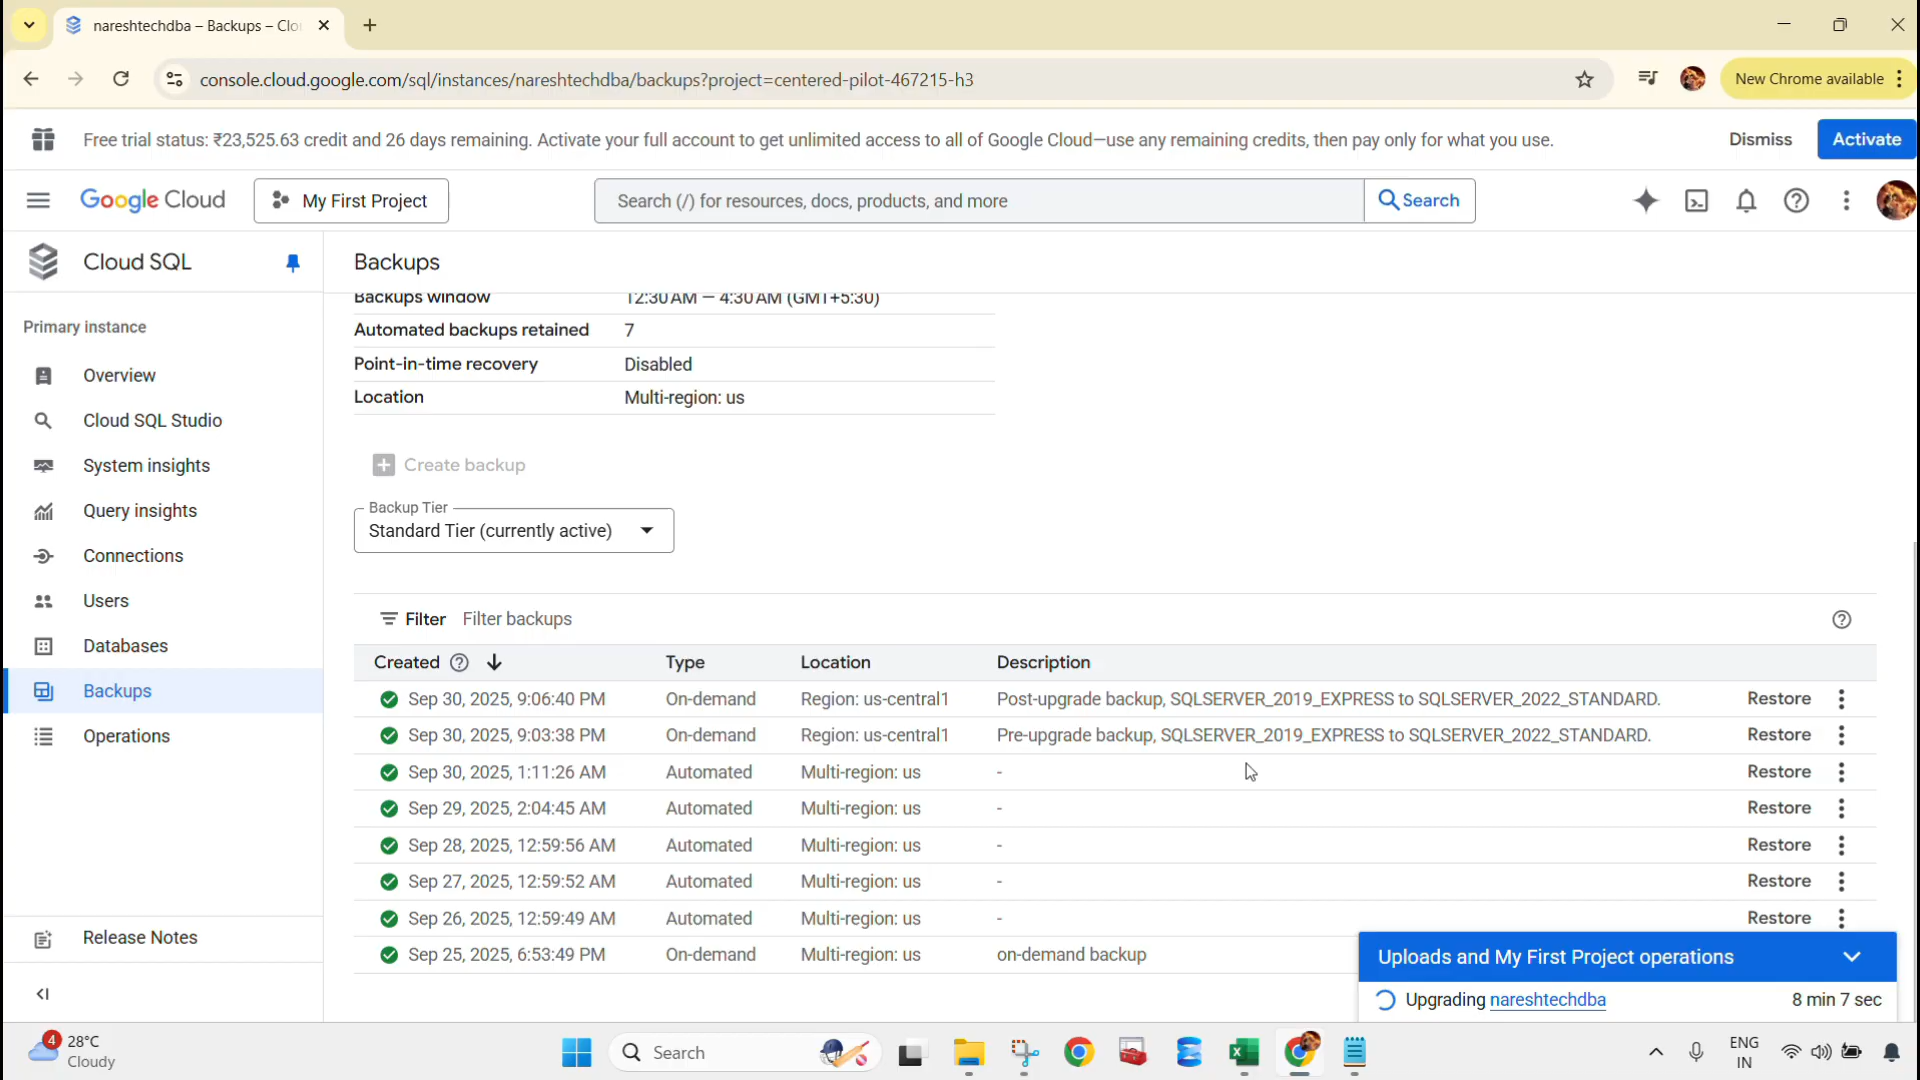 nareshtechdba – Backups – Clo
console.cloud.google.com/sql/instances/nareshtechdba/backups?project=centered-pilot-467215-h3
New Chrome available
Free trial status: ₹23,525.63 credit and 26 days remaining. Activate your full account to get unlimited access to all of Google Cloud—use any remaining credits, then pay only for what you use.
Dismiss
Activate
Google Cloud
My First Project
Search (/) for resources, docs, products, and more
Search
Cloud SQL
Backups
Primary instance
Overview
Cloud SQL Studio
System insights
Query insights
Connections
Users
Databases
Backups
Operations
Release Notes
Backups window 12:30 AM — 4:30 AM (GMT+5:30)
Automated backups retained 7
Point-in-time recovery Disabled
Location Multi-region: us
Create backup
Backup Tier
Standard Tier (currently active)
Filter Filter backups
Created Type Location Description
Sep 30, 2025, 9:06:40 PM On-demand Region: us-central1 Post-upgrade backup, SQLSERVER_2019_EXPRESS to SQLSERVER_2022_STANDARD. Restore
Sep 30, 2025, 9:03:38 PM On-demand Region: us-central1 Pre-upgrade backup, SQLSERVER_2019_EXPRESS to SQLSERVER_2022_STANDARD. Restore
Sep 30, 2025, 1:11:26 AM Automated Multi-region: us - Restore
Sep 29, 2025, 2:04:45 AM Automated Multi-region: us - Restore
Sep 28, 2025, 12:59:56 AM Automated Multi-region: us - Restore
Sep 27, 2025, 12:59:52 AM Automated Multi-region: us - Restore
Sep 26, 2025, 12:59:49 AM Automated Multi-region: us - Restore
Sep 25, 2025, 6:53:49 PM On-demand Multi-region: us on-demand backup
Uploads and My First Project operations
Upgrading nareshtechdba 8 min 7 sec
4
28°C
Cloudy
Search
ENG
IN